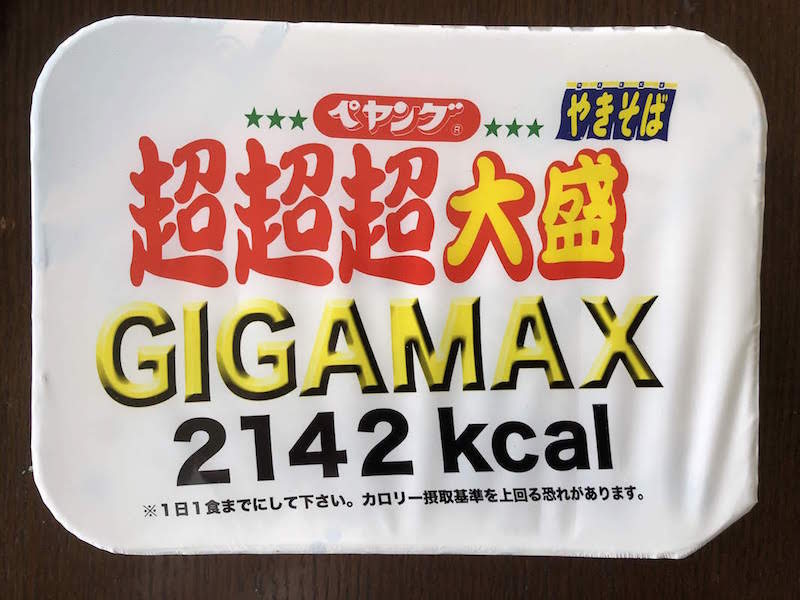 ★★★ ペヤング® ★★★ やきそば
超超超大盛
GIGAMAX
2142 kcal
※1日1食までにして下さい。カロリー摂取基準を上回る恐れがあります。